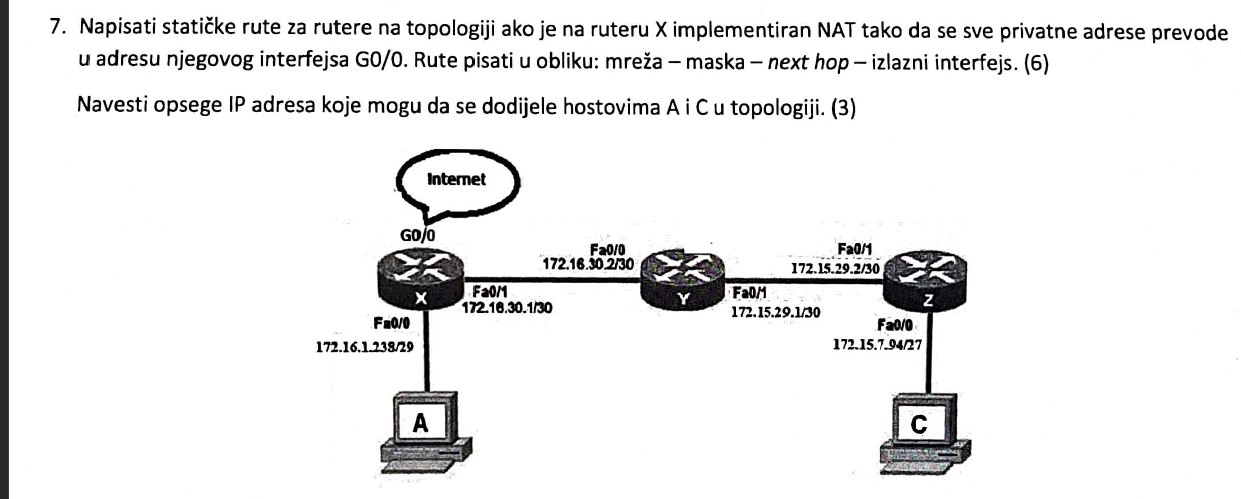 7. Napisati statičke rute za rutere na topologiji ako je na ruteru X implementiran NAT tako da se sve privatne adrese prevode
u adresu njegovog interfejsa G0/0. Rute pisati u obliku: mreža – maska – next hop – izlazni interfejs. (6)
Navesti opsege IP adresa koje mogu da se dodijele hostovima A i C u topologiji. (3)
Internet
G0/0
Fa0/0
172.16.30.2/30
Fa0/1
172.15.29.2/30
X
Fa0/1
172.16.30.1/30
Y
Fa0/1
172.15.29.1/30
Z
Fa0/0
172.16.1.238/29
Fa0/0
172.15.7.94/27
A
C